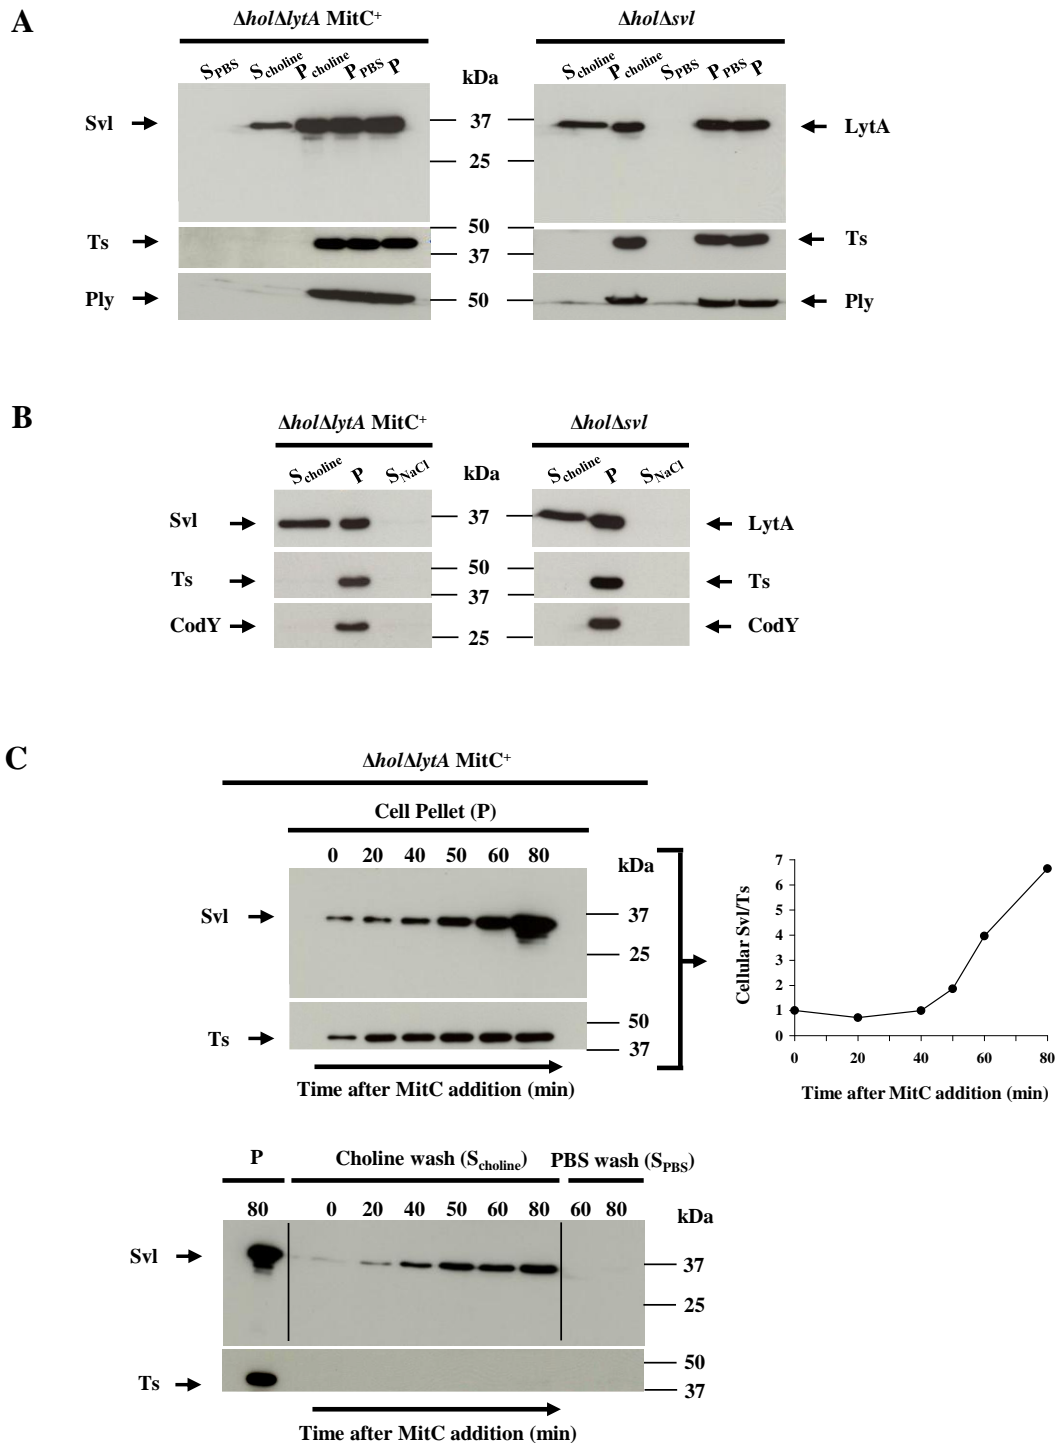 A
ΔholΔlytA MitC+
ΔholΔsvl
SPBS Scholine Pcholine PPBS P
kDa
Scholine Pcholine SPBS PPBS P
Svl
37
LytA
25
50
Ts
Ts
37
Ply
50
Ply
B
ΔholΔlytA MitC+
ΔholΔsvl
Scholine P SNaCl
kDa
Scholine P SNaCl
Svl
37
LytA
50
Ts
Ts
37
CodY
CodY
25
C
ΔholΔlytA MitC+
Cell Pellet (P)
0 20 40 50 60 80
kDa
Svl
37
25
50
Ts
37
Time after MitC addition (min)
Cellular Svl/Ts
7
6
5
4
3
2
1
0
0 20 40 60 80
Time after MitC addition (min)
P
Choline wash (Scholine)
PBS wash (SPBS)
80 0 20 40 50 60 80 60 80
kDa
Svl
37
25
50
Ts
37
Time after MitC addition (min)